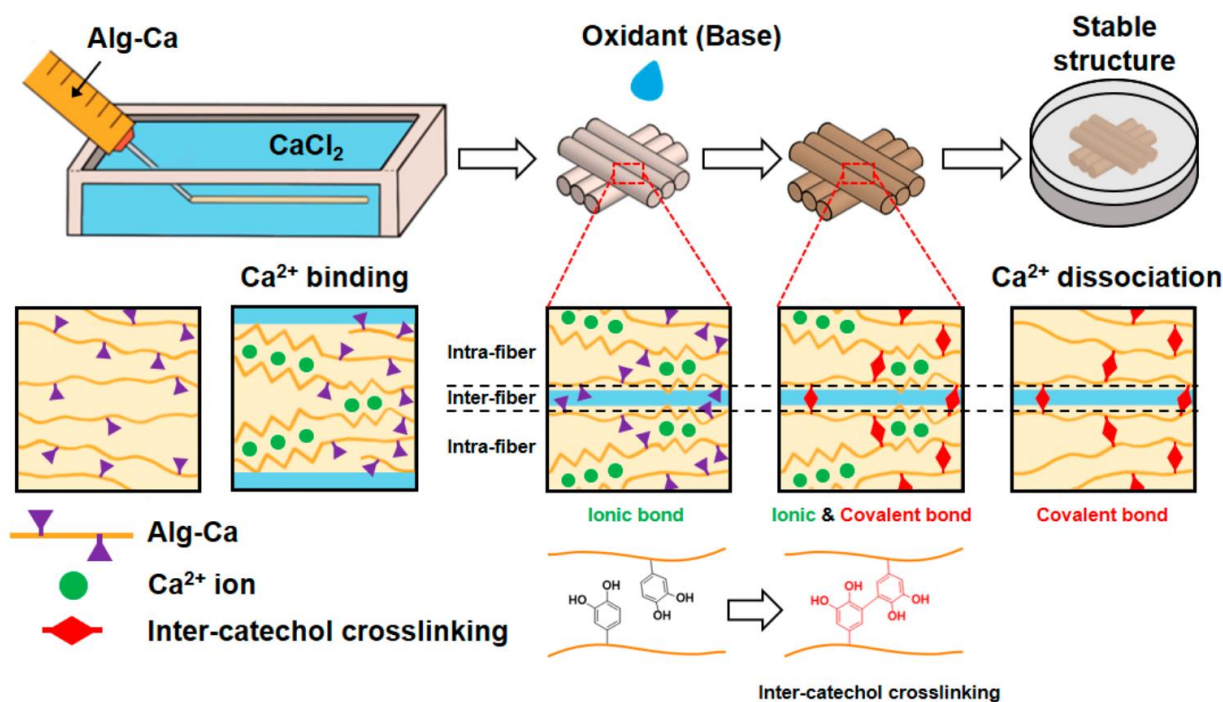 Alg-Ca
CaCl₂
Oxidant (Base)
Stable
structure
Ca²⁺ binding
Ca²⁺ dissociation
Intra-fiber
Inter-fiber
Intra-fiber
Ionic bond
Ionic & Covalent bond
Covalent bond
Alg-Ca
Ca²⁺ ion
Inter-catechol crosslinking
HO
OH
HO
OH
HO
OH
OH
OH
Inter-catechol crosslinking